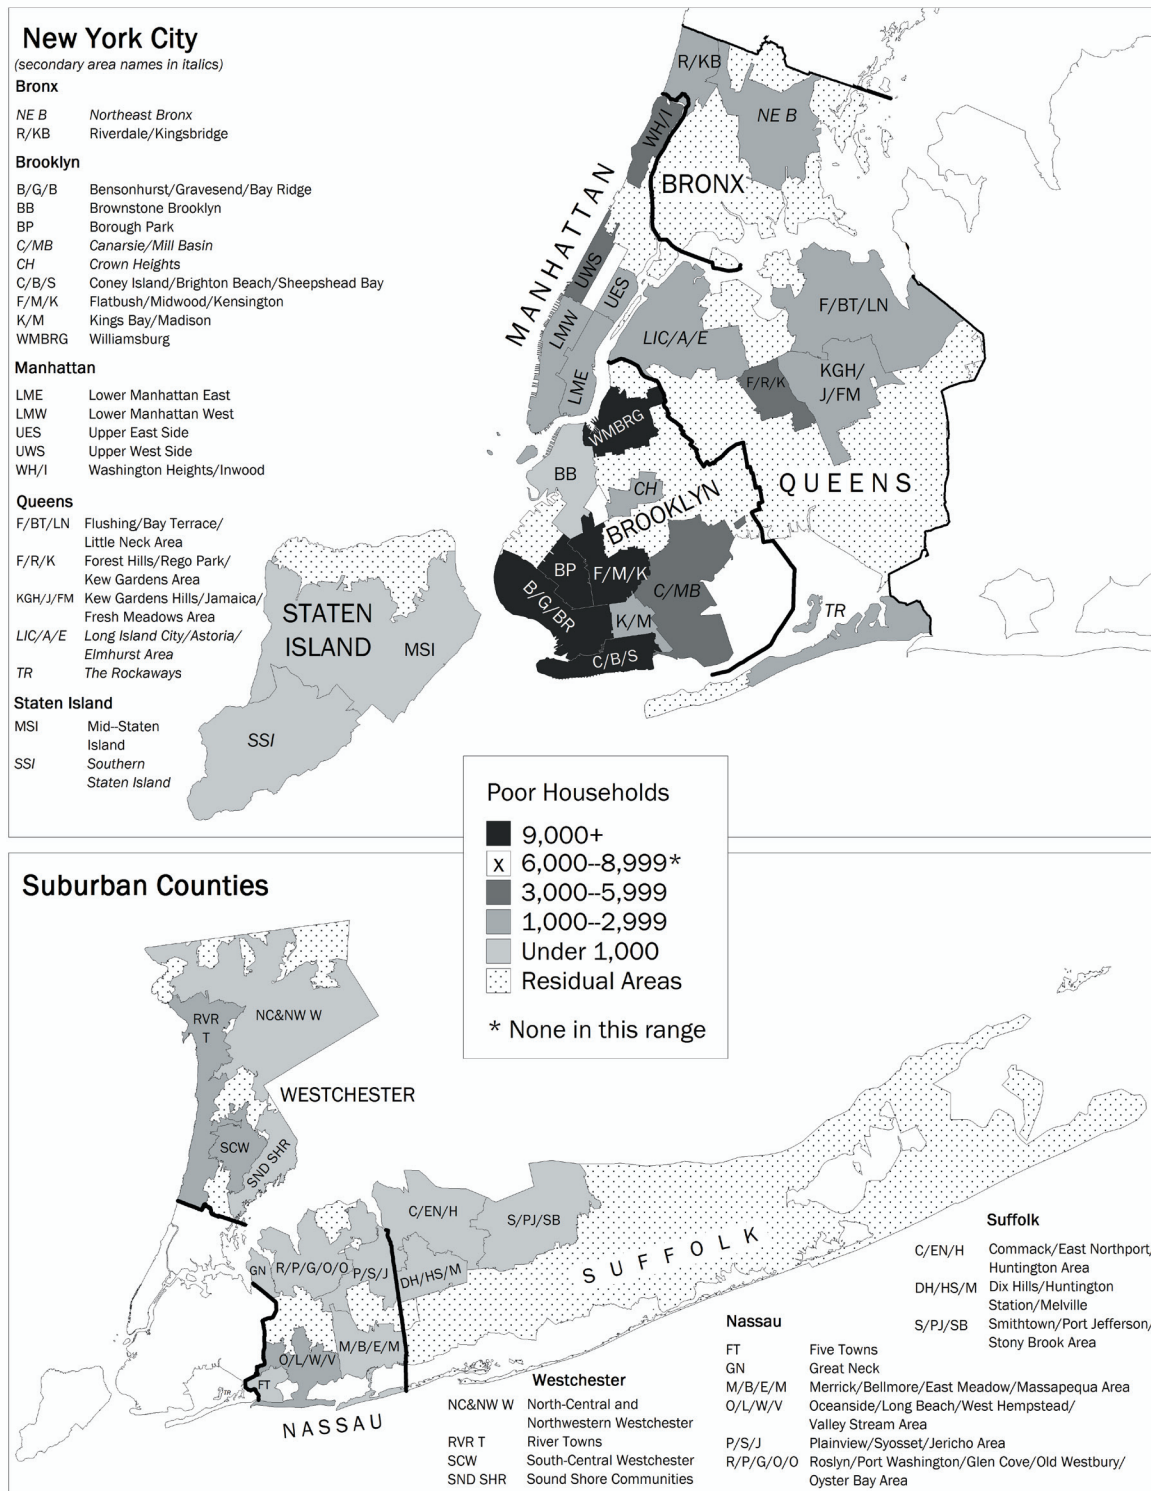 New York City
(secondary area names in italics)
Bronx
NE B Northeast Bronx
R/KB Riverdale/Kingsbridge
Brooklyn
B/G/B Bensonhurst/Gravesend/Bay Ridge
BB Brownstone Brooklyn
BP Borough Park
C/MB Canarsie/Mill Basin
CH Crown Heights
C/B/S Coney Island/Brighton Beach/Sheepshead Bay
F/M/K Flatbush/Midwood/Kensington
K/M Kings Bay/Madison
WMBRG Williamsburg
Manhattan
LME Lower Manhattan East
LMW Lower Manhattan West
UES Upper East Side
UWS Upper West Side
WH/I Washington Heights/Inwood
Queens
F/BT/LN Flushing/Bay Terrace/
Little Neck Area
F/R/K Forest Hills/Rego Park/
Kew Gardens Area
KGH/J/FM Kew Gardens Hills/Jamaica/
Fresh Meadows Area
LIC/A/E Long Island City/Astoria/
Elmhurst Area
TR The Rockaways
Staten Island
MSI Mid--Staten
Island
SSI Southern
Staten Island
R/KB
NE B
WH/I
BRONX
MANHATTAN
UWS
UES
LMW
LME
LIC/A/E
F/BT/LN
F/R/K
KGH/
J/FM
WMBRG
BB
CH
BROOKLYN
QUEENS
BP
F/M/K
B/G/BR
C/MB
K/M
C/B/S
TR
STATEN
ISLAND
MSI
SSI
Poor Households
9,000+
x 6,000--8,999*
3,000--5,999
1,000--2,999
Under 1,000
Residual Areas
* None in this range
Suburban Counties
RVR
T
NC&NW W
WESTCHESTER
SCW
SND SHR
C/EN/H
S/PJ/SB
GN
R/P/G/O/O
P/S/J
DH/HS/M
SUFFOLK
M/B/E/M
O/L/W/V
FT
TR
NASSAU
Westchester
NC&NW W North-Central and
Northwestern Westchester
RVR T River Towns
SCW South-Central Westchester
SND SHR Sound Shore Communities
Nassau
FT Five Towns
GN Great Neck
M/B/E/M Merrick/Bellmore/East Meadow/Massapequa Area
O/L/W/V Oceanside/Long Beach/West Hempstead/
Valley Stream Area
P/S/J Plainview/Syosset/Jericho Area
R/P/G/O/O Roslyn/Port Washington/Glen Cove/Old Westbury/
Oyster Bay Area
Suffolk
C/EN/H Commack/East Northport/
Huntington Area
DH/HS/M Dix Hills/Huntington
Station/Melville
S/PJ/SB Smithtown/Port Jefferson/
Stony Brook Area